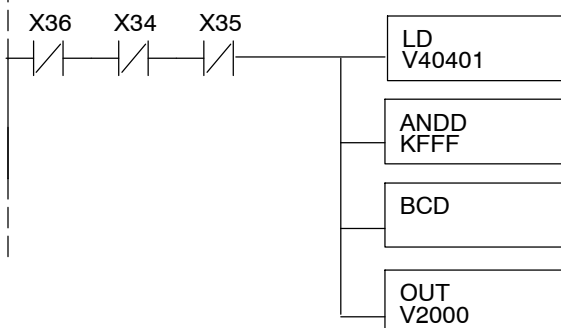 X36 X34 X35
LD
V40401
ANDD
KFFF
BCD
OUT
V2000